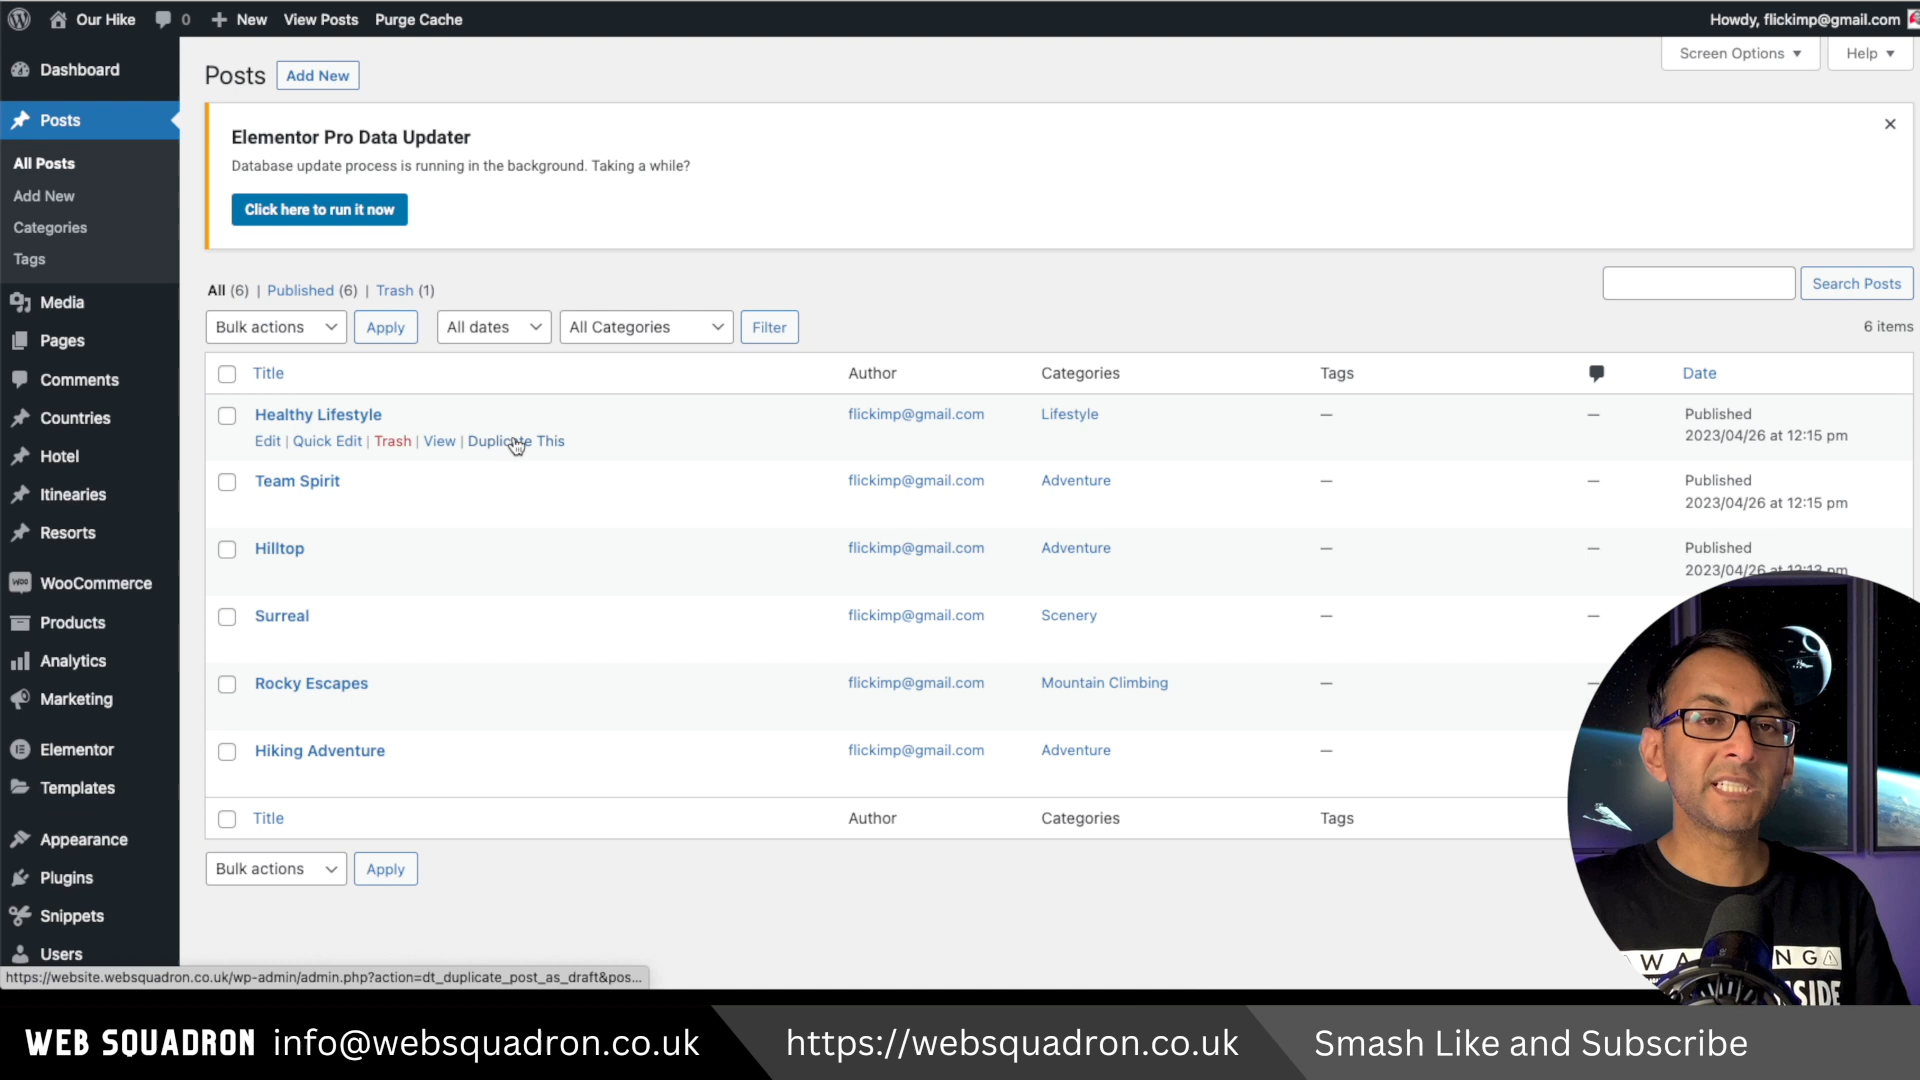 Our Hike 0 New View Posts Purge Cache Howdy, flickimp@gmail.com
Screen Options Help
Dashboard
Posts
All Posts
Add New
Categories
Tags
Media
Pages
Comments
Countries
Hotel
Itinearies
Resorts
WooCommerce
Products
Analytics
Marketing
Elementor
Templates
Appearance
Plugins
Snippets
Users
Posts Add New
Elementor Pro Data Updater
Database update process is running in the background. Taking a while?
Click here to run it now
All (6) | Published (6) | Trash (1)
Search Posts
Bulk actions Apply All dates All Categories Filter 6 items
Title Author Categories Tags Date
Healthy Lifestyle flickimp@gmail.com Lifestyle — — Published
Edit | Quick Edit | Trash | View | Duplicate This 2023/04/26 at 12:15 pm
Team Spirit flickimp@gmail.com Adventure — — Published
2023/04/26 at 12:15 pm
Hilltop flickimp@gmail.com Adventure — — Published
2023/04/26 at 12:13 pm
Surreal flickimp@gmail.com Scenery — —
Rocky Escapes flickimp@gmail.com Mountain Climbing — —
Hiking Adventure flickimp@gmail.com Adventure —
Title Author Categories Tags
Bulk actions Apply
https://website.websquadron.co.uk/wp-admin/admin.php?action=dt_duplicate_post_as_draft&pos...
WEB SQUADRON info@websquadron.co.uk https://websquadron.co.uk Smash Like and Subscribe